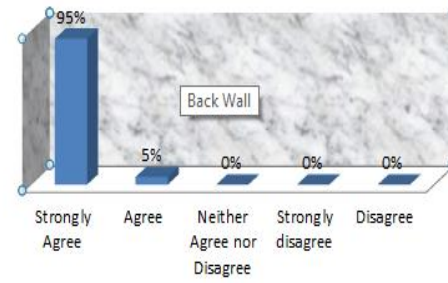 95%
Back Wall
5%
0%
0%
0%
Strongly
Agree
Agree
Neither
Agree nor
Disagree
Strongly
disagree
Disagree